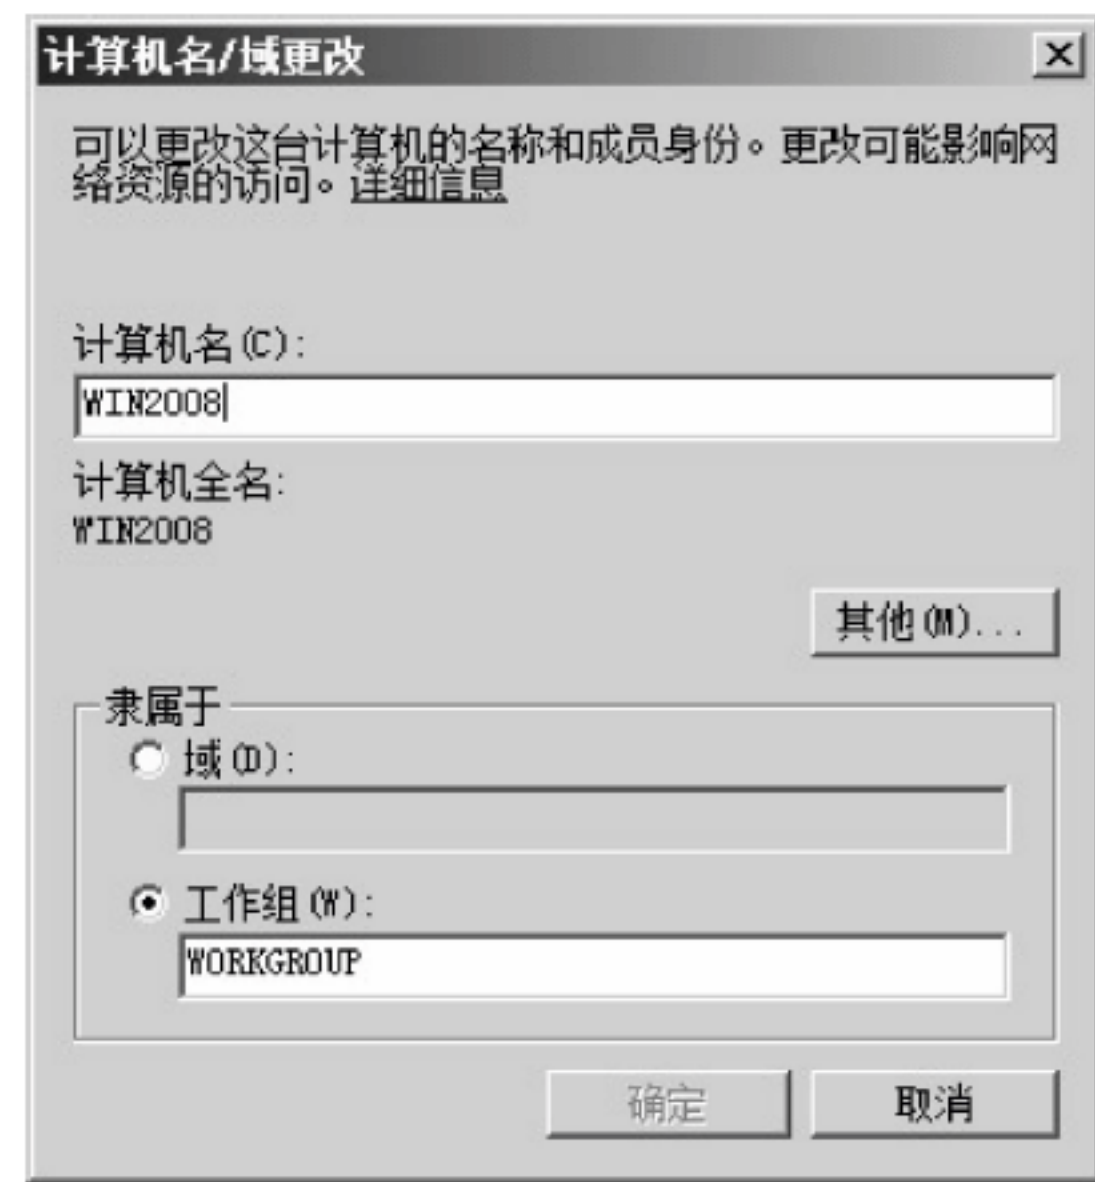 计算机名/域更改
可以更改这台计算机的名称和成员身份。更改可能影响网
络资源的访问。详细信息
计算机名(C):
WIN2008
计算机全名:
WIN2008
其他(M)...
隶属于
域(D):
工作组(W):
WORKGROUP
确定 取消